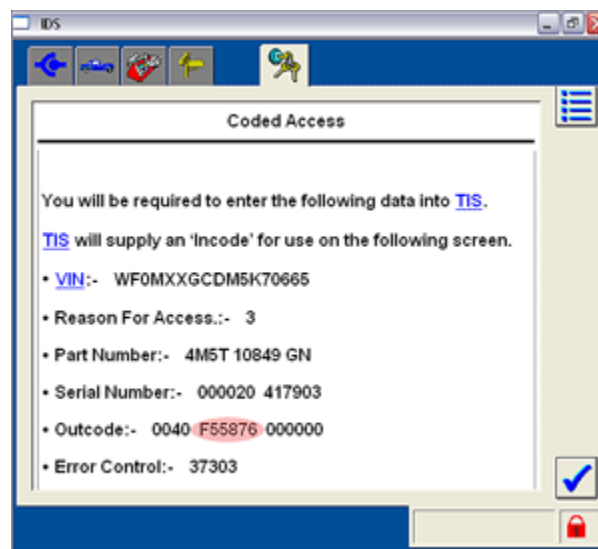 IDS
Coded Access
You will be required to enter the following data into TIS.
TIS will supply an 'Incode' for use on the following screen.
• VIN:- WF0MXXGCDM5K70665
• Reason For Access.:- 3
• Part Number:- 4M5T 10849 GN
• Serial Number:- 000020 417903
• Outcode:- 0040 F55876 000000
• Error Control:- 37303